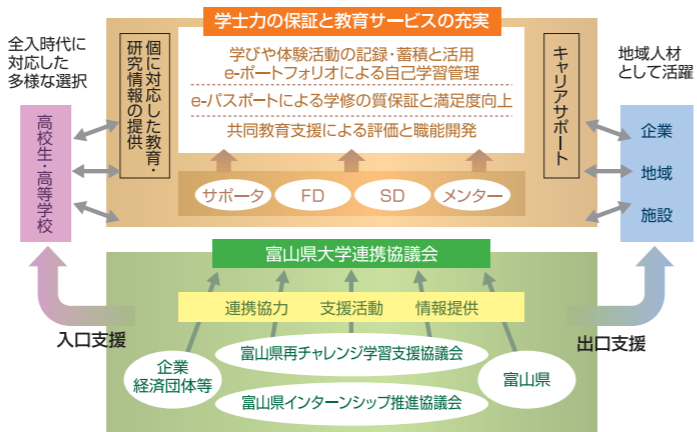 学士力の保証と教育サービスの充実
全入時代に
対応した
多様な選択
高校生・高等学校
個に対応した教育・
研究情報の提供
学びや体験活動の記録・蓄積と活用
e-ポートフォリオによる自己学習管理
e-パスポートによる学修の質保証と満足度向上
共同教育支援による評価と職能開発
サポータ
FD
SD
メンター
キャリアサポート
地域人材
として活躍
企業
地域
施設
富山県大学連携協議会
連携協力 支援活動 情報提供
入口支援
出口支援
富山県再チャレンジ学習支援協議会
企業
経済団体等
富山県
富山県インターンシップ推進協議会